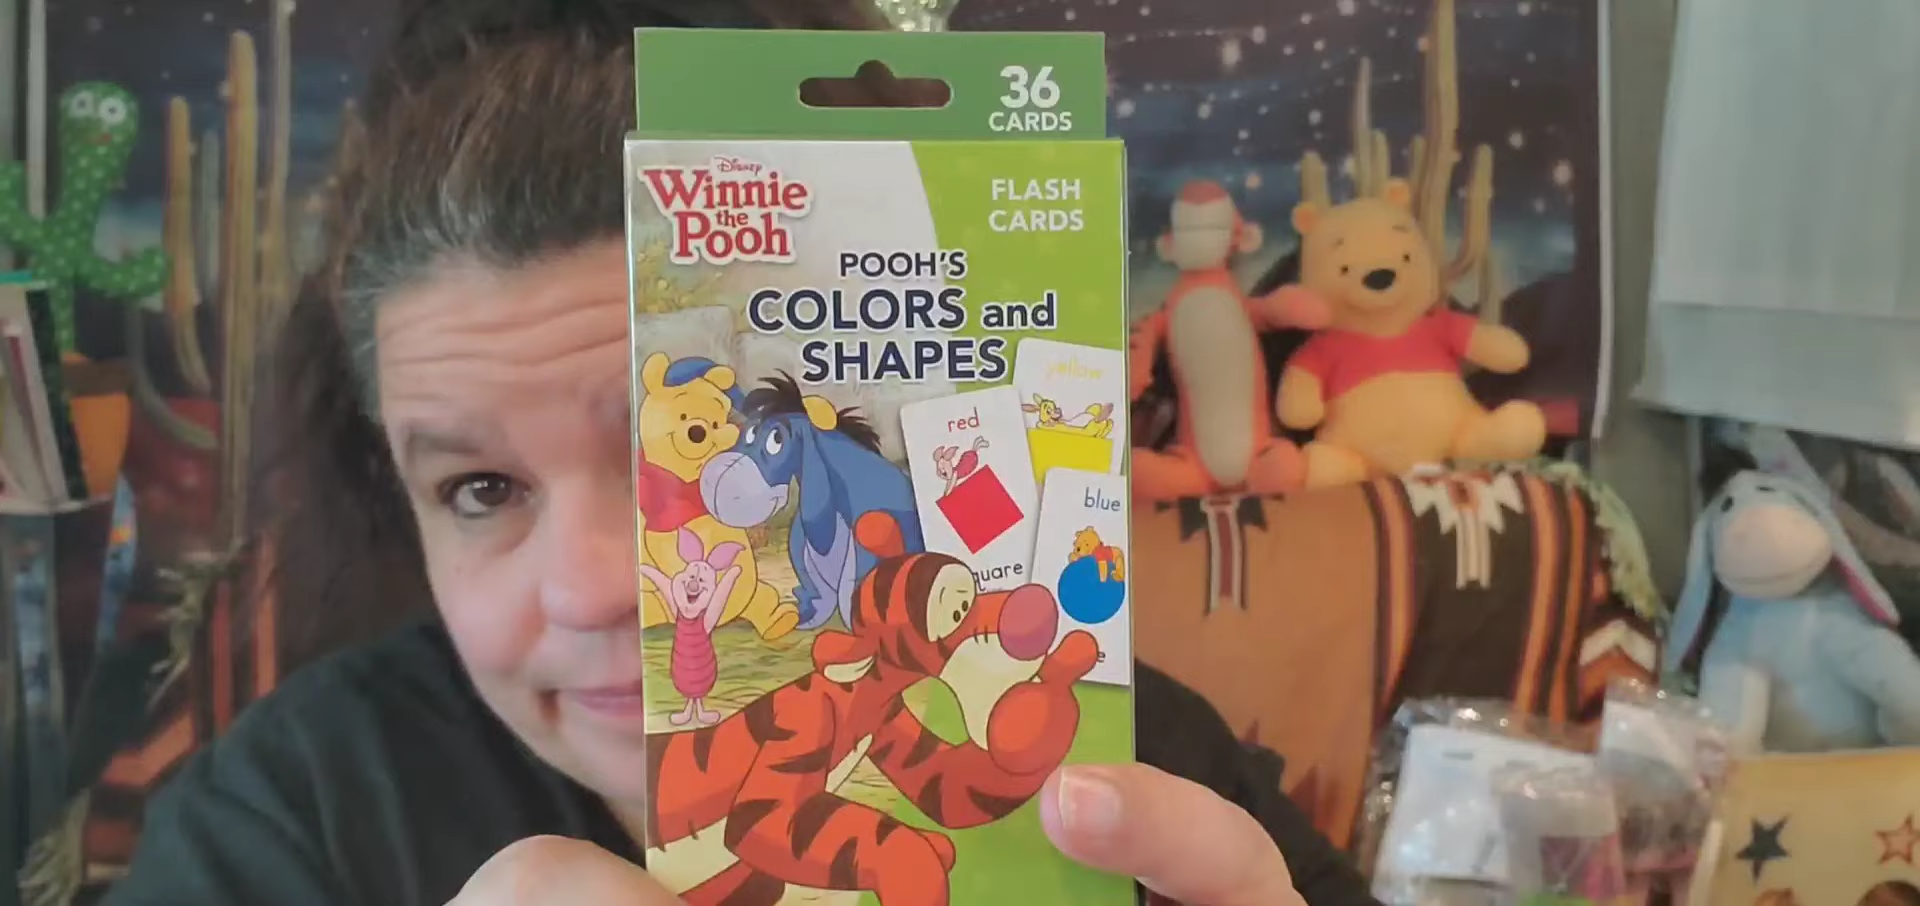 36
CARDS
Disney
Winnie
the
Pooh
FLASH
CARDS
POOH'S
COLORS and
SHAPES
yellow
red
blue